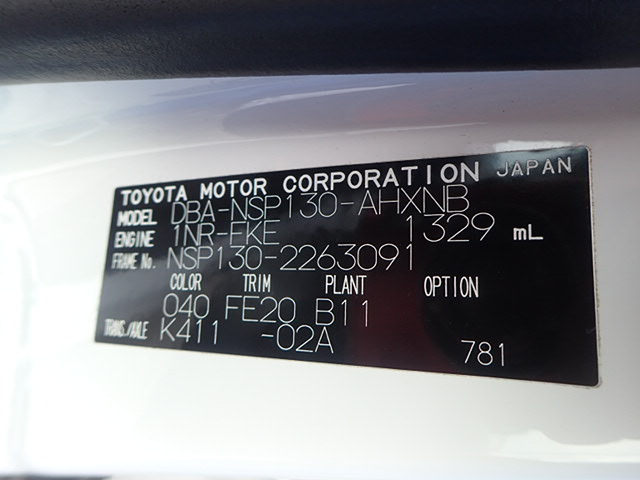 TOYOTA MOTOR CORPORATION JAPAN
MODEL DBA-NSP130-AHXNB
ENGINE 1NR-FKE 1329 mL
FRAME No. NSP130-2263091
COLOR TRIM PLANT OPTION
040 FE20 B11
TRANS./AXLE K411 -02A
781